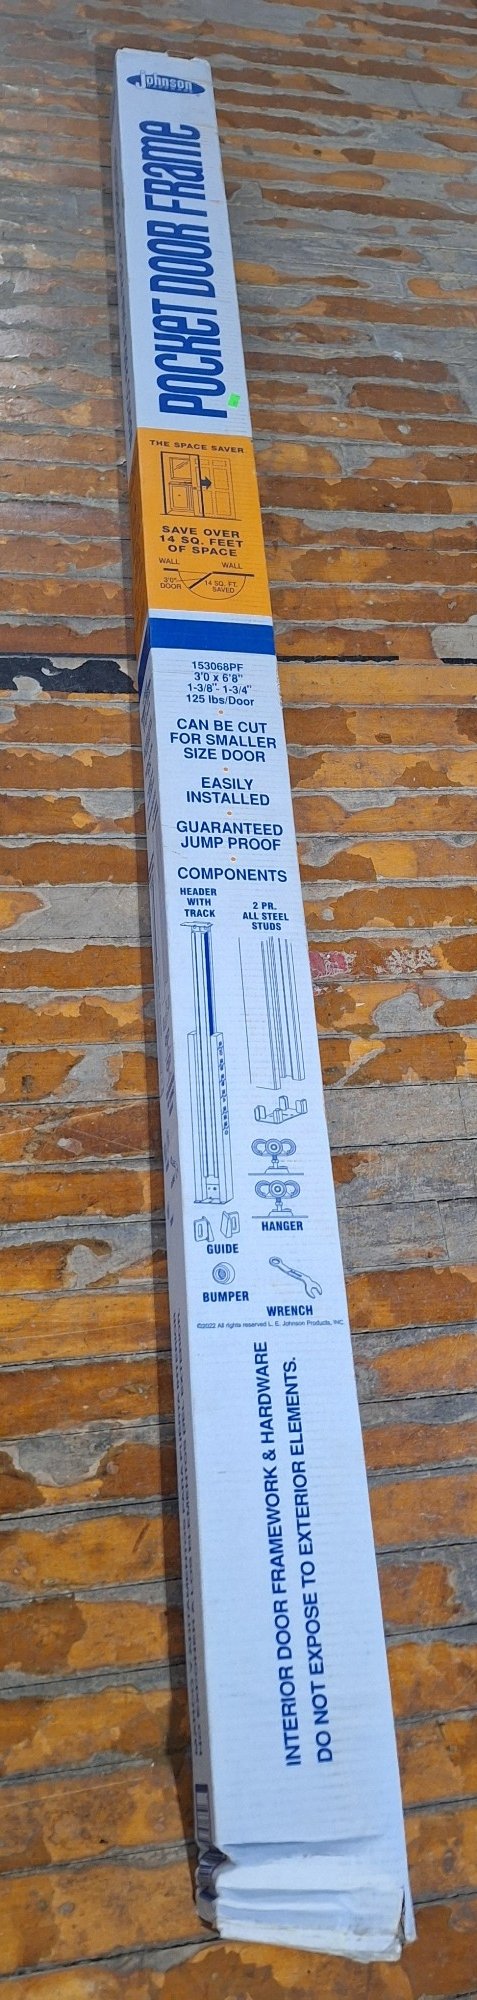 Johnson
POCKET DOOR FRAME
THE SPACE SAVER
SAVE OVER
14 SQ. FEET
OF SPACE
WALL WALL
3'0"
DOOR
14 SQ. FT.
SAVED
153068PF
3'0 x 6'8"
1-3/8"- 1-3/4"
125 lbs/Door
CAN BE CUT
FOR SMALLER
SIZE DOOR
EASILY
INSTALLED
GUARANTEED
JUMP PROOF
COMPONENTS
HEADER
WITH
TRACK
2 PR.
ALL STEEL
STUDS
HANGER
GUIDE
BUMPER
WRENCH
©2022 All rights reserved L. E. Johnson Products, INC.
INTERIOR DOOR FRAMEWORK & HARDWARE
DO NOT EXPOSE TO EXTERIOR ELEMENTS.